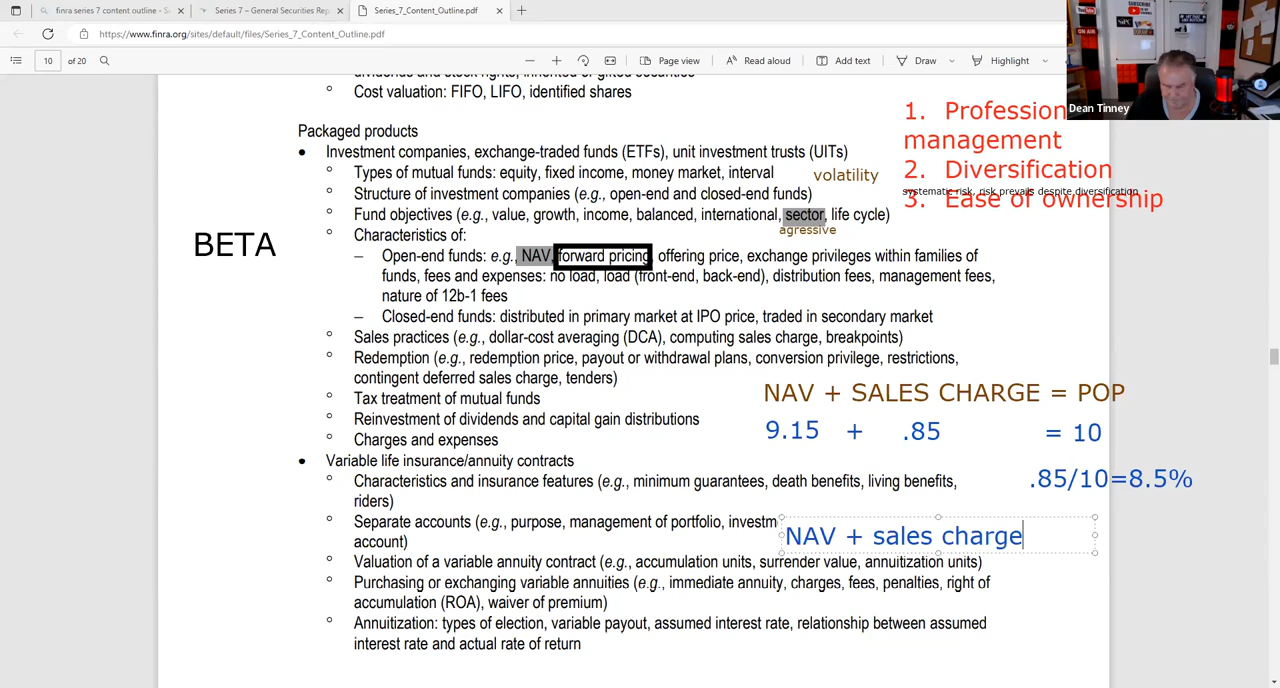 finra series 7 content outline - S
Series 7 – General Securities Rep
Series_7_Content_Outline.pdf
https://www.finra.org/sites/default/files/Series_7_Content_Outline.pdf
10 of 20
Page view
Read aloud
Add text
Draw
Highlight
Dean Tinney
ON AIR
SIPC
dividends and stock rights, inherited or gifted securities
Cost valuation: FIFO, LIFO, identified shares
1. Profession
management
2. Diversification
systematic risk, risk prevails despite diversification
3. Ease of ownership
Packaged products
Investment companies, exchange-traded funds (ETFs), unit investment trusts (UITs)
Types of mutual funds: equity, fixed income, money market, interval
volatility
Structure of investment companies (e.g., open-end and closed-end funds)
Fund objectives (e.g., value, growth, income, balanced, international, sector, life cycle)
agressive
BETA
Characteristics of:
– Open-end funds: e.g., NAV, forward pricing, offering price, exchange privileges within families of
funds, fees and expenses: no load, load (front-end, back-end), distribution fees, management fees,
nature of 12b-1 fees
– Closed-end funds: distributed in primary market at IPO price, traded in secondary market
Sales practices (e.g., dollar-cost averaging (DCA), computing sales charge, breakpoints)
Redemption (e.g., redemption price, payout or withdrawal plans, conversion privilege, restrictions,
contingent deferred sales charge, tenders)
Tax treatment of mutual funds
Reinvestment of dividends and capital gain distributions
Charges and expenses
NAV + SALES CHARGE = POP
9.15 + .85 = 10
.85/10=8.5%
Variable life insurance/annuity contracts
Characteristics and insurance features (e.g., minimum guarantees, death benefits, living benefits,
riders)
Separate accounts (e.g., purpose, management of portfolio, investm
account)
NAV + sales charge
Valuation of a variable annuity contract (e.g., accumulation units, surrender value, annuitization units)
Purchasing or exchanging variable annuities (e.g., immediate annuity, charges, fees, penalties, right of
accumulation (ROA), waiver of premium)
Annuitization: types of election, variable payout, assumed interest rate, relationship between assumed
interest rate and actual rate of return